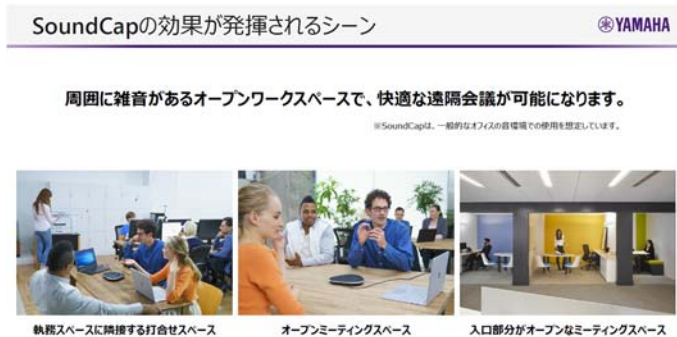 SoundCapの効果が発揮されるシーン
YAMAHA
周囲に雑音があるオープンワークスペースで、快適な遠隔会議が可能になります。
※SoundCapは、一般的なオフィスの音環境での使用を想定しています。
執務スペースに隣接する打合せスペース
オープンミーティングスペース
入口部分がオープンなミーティングスペース